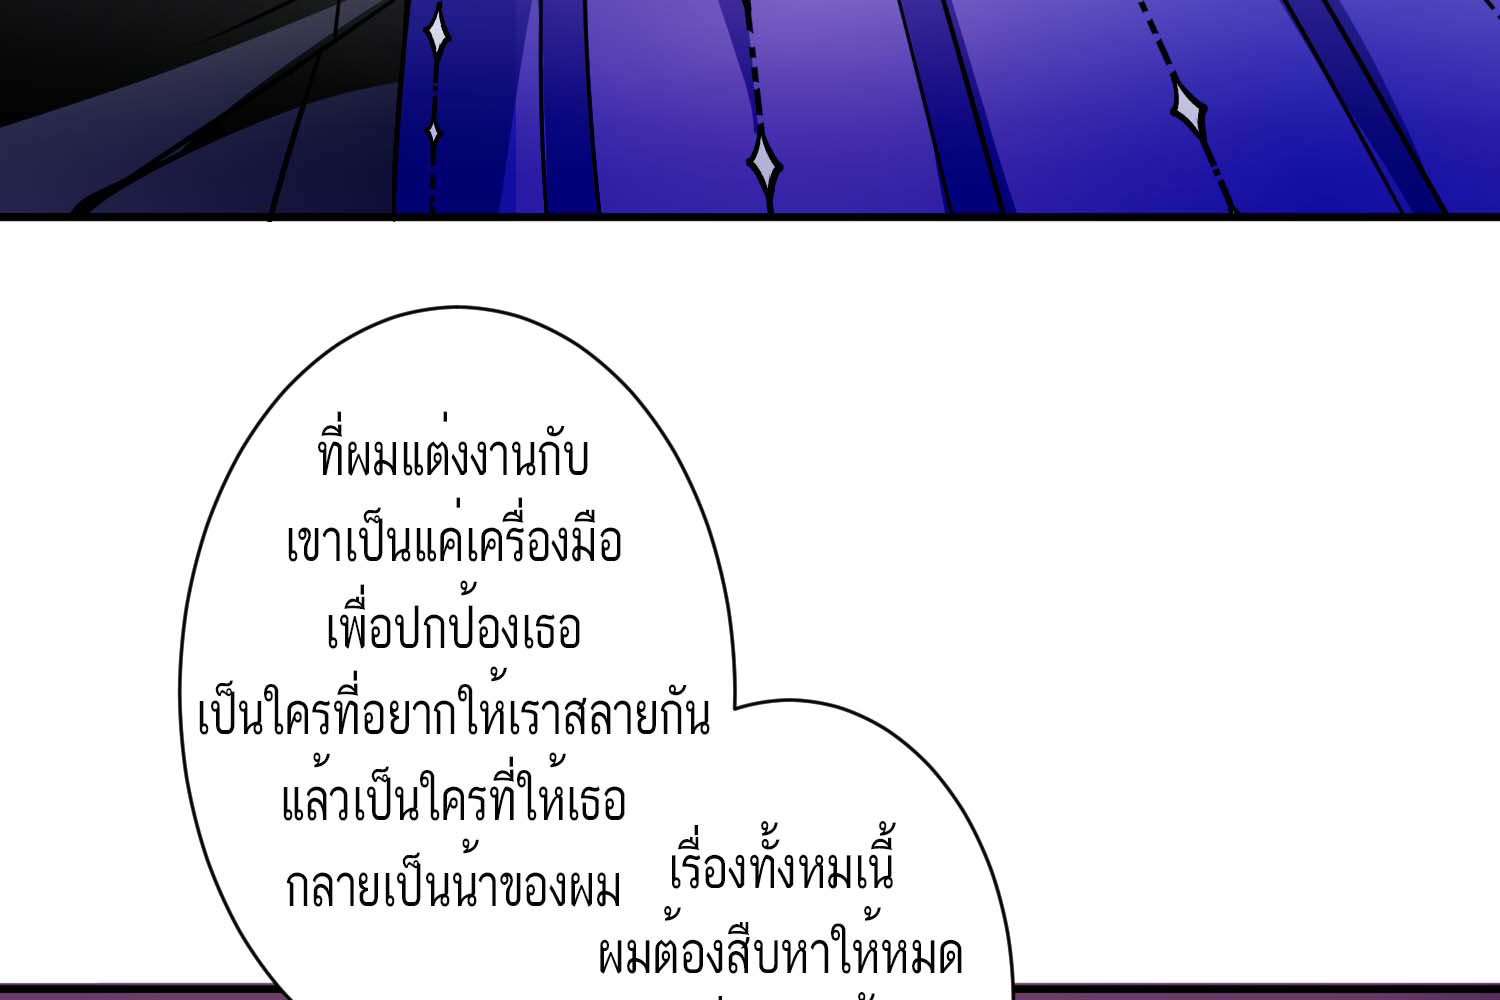 ที่ผมแต่งงานกับ
เขาเป็นแค่เครื่องมือ
เพื่อปกป้องเธอ
เป็นใครที่อยากให้เราสลายกัน
แล้วเป็นใครที่ให้เธอ
กลายเป็นน้าของผม
เรื่องทั้งหมเนี้
ผมต้องสืบหาให้หมด